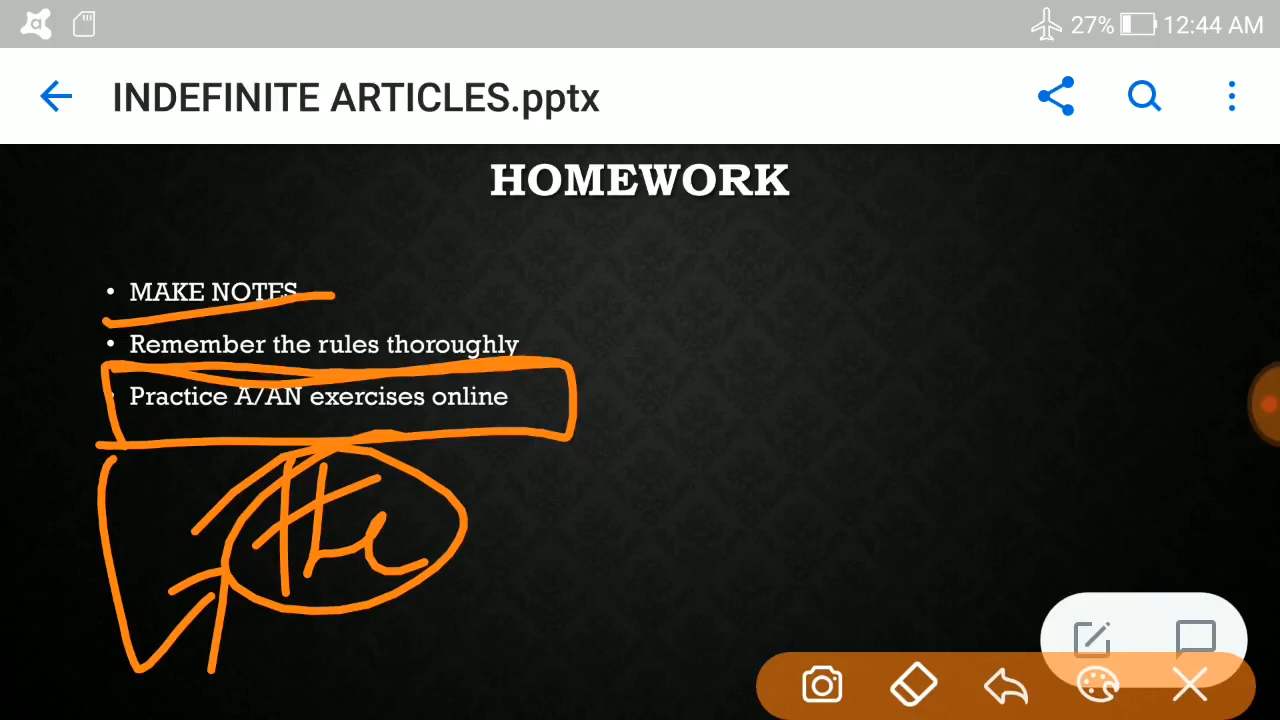 27% 12:44 AM
INDEFINITE ARTICLES.pptx
HOMEWORK
• MAKE NOTES
• Remember the rules thoroughly
• Practice A/AN exercises online
the